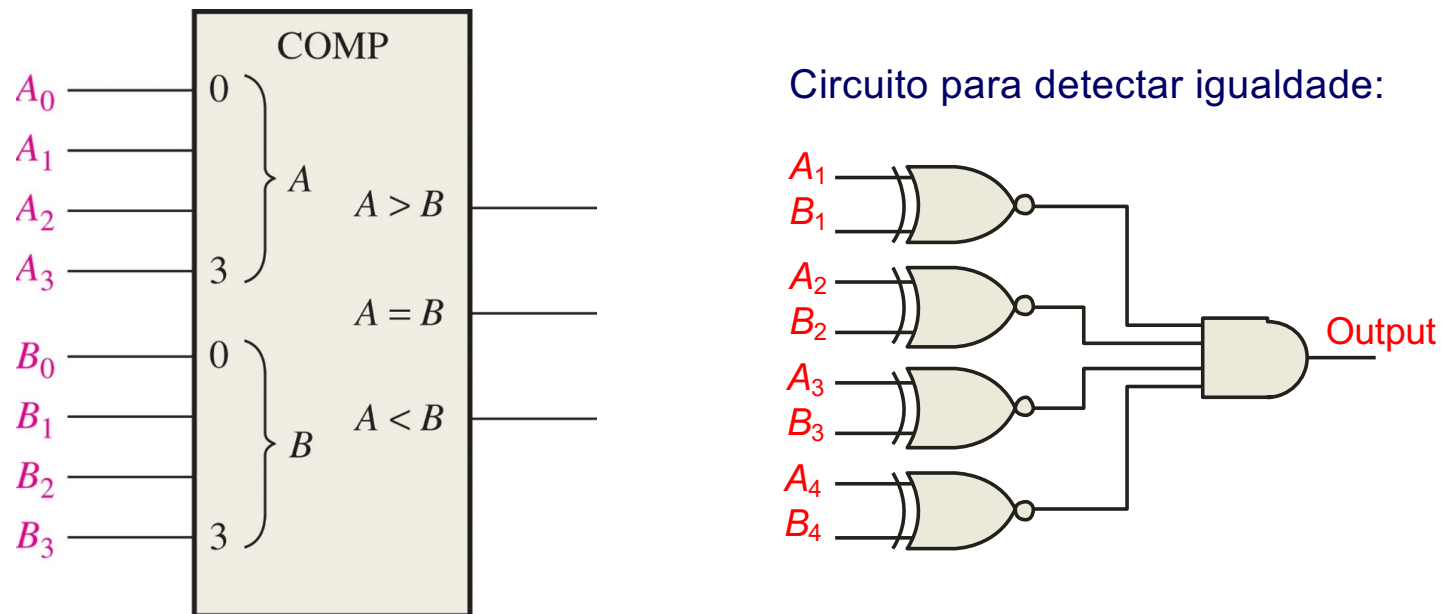 COMP
A₀
0
A₁
A
A₂
A > B
A₃
3
A = B
B₀
0
B₁
A < B
B
B₂
B₃
3
Circuito para detectar igualdade:
A₁
B₁
A₂
B₂
A₃
B₃
A₄
B₄
Output